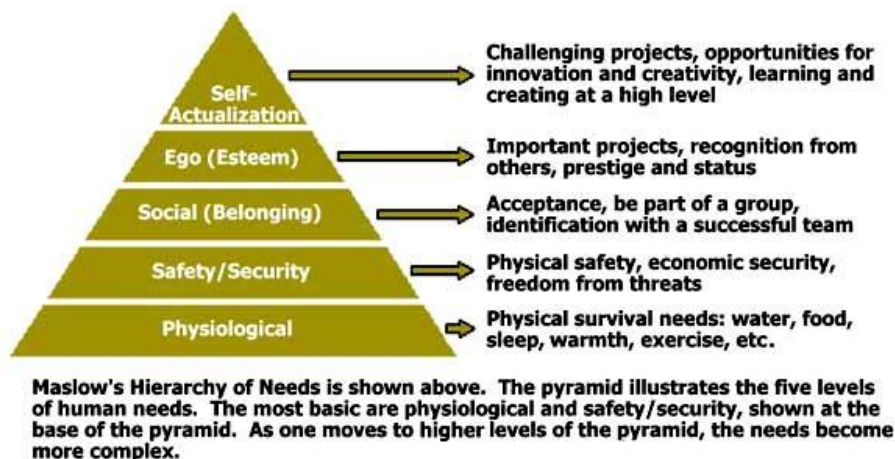 Self-
Actualization
Challenging projects, opportunities for
innovation and creativity, learning and
creating at a high level
Ego (Esteem)
Important projects, recognition from
others, prestige and status
Social (Belonging)
Acceptance, be part of a group,
identification with a successful team
Safety/Security
Physical safety, economic security,
freedom from threats
Physiological
Physical survival needs: water, food,
sleep, warmth, exercise, etc.
Maslow's Hierarchy of Needs is shown above. The pyramid illustrates the five levels
of human needs. The most basic are physiological and safety/security, shown at the
base of the pyramid. As one moves to higher levels of the pyramid, the needs become
more complex.